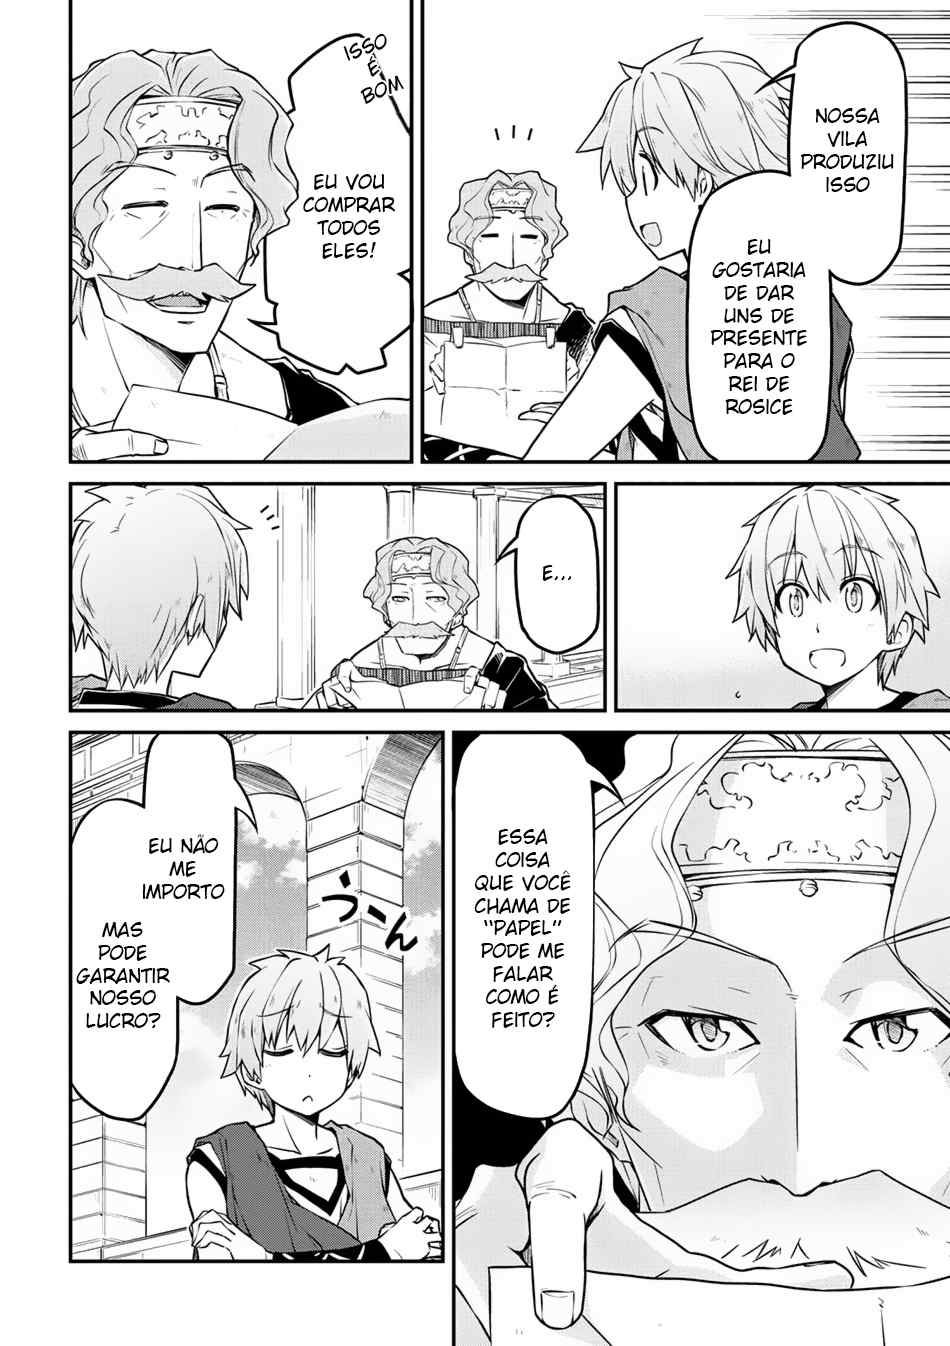 NOSSA
VILA
PRODUZIU
ISSO
EU
GOSTARIA
DE DAR
UNS DE
PRESENTE
PARA O
REI DE
ROSICE
ISSO
É
BOM
EU VOU
COMPRAR
TODOS
ELES!
E...
ESSA
COISA
QUE VOCÊ
CHAMA DE
"PAPEL"
PODE ME
FALAR
COMO É
FEITO?
うーん
EU NÃO
ME
IMPORTO
MAS
PODE
GARANTIR
NOSSO
LUCRO?